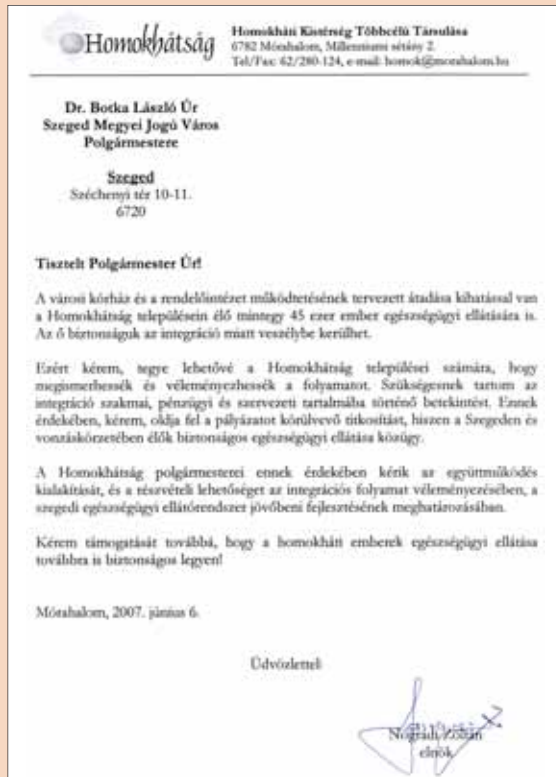 Homokhátság
Homokháti Kistérség Többcélú Társulása
6782 Mórahalom, Millenniumi sétány 2.
Tel/Fax: 62/280-124, e-mail: homok@morahalom.hu
Dr. Botka László Úr
Szeged Megyei Jogú Város
Polgármestere
Szeged
Széchenyi tér 10-11.
6720
Tisztelt Polgármester Úr!
A városi kórház és a rendelőintézet működtetésének tervezett átadása kihatással van
a Homokhátság településein élő mintegy 45 ezer ember egészségügyi ellátására is.
Az ő biztonságuk az integráció miatt veszélybe kerülhet.
Ezért kérem, tegye lehetővé a Homokhátság települései számára, hogy
megismerhessék és véleményezhessék a folyamatot. Szükségesnek tartom az
integráció szakmai, pénzügyi és szervezeti tartalmába történő betekintést. Ennek
érdekében, kérem, oldja fel a pályázatot körülvevő titkosítást, hiszen a Szegeden és
vonzáskörzetében élők biztonságos egészségügyi ellátása közügy.
A Homokhátság polgármesterei ennek érdekében kérik az együttműködés
kialakítását, és a részvételi lehetőséget az integrációs folyamat véleményezésében, a
szegedi egészségügyi ellátórendszer jövőbeni fejlesztésének meghatározásában.
Kérem támogatását továbbá, hogy a homokháti emberek egészségügyi ellátása
továbbra is biztonságos legyen!
Mórahalom, 2007. június 6.
Üdvözlettel:
Nógrádi Zoltán
elnök